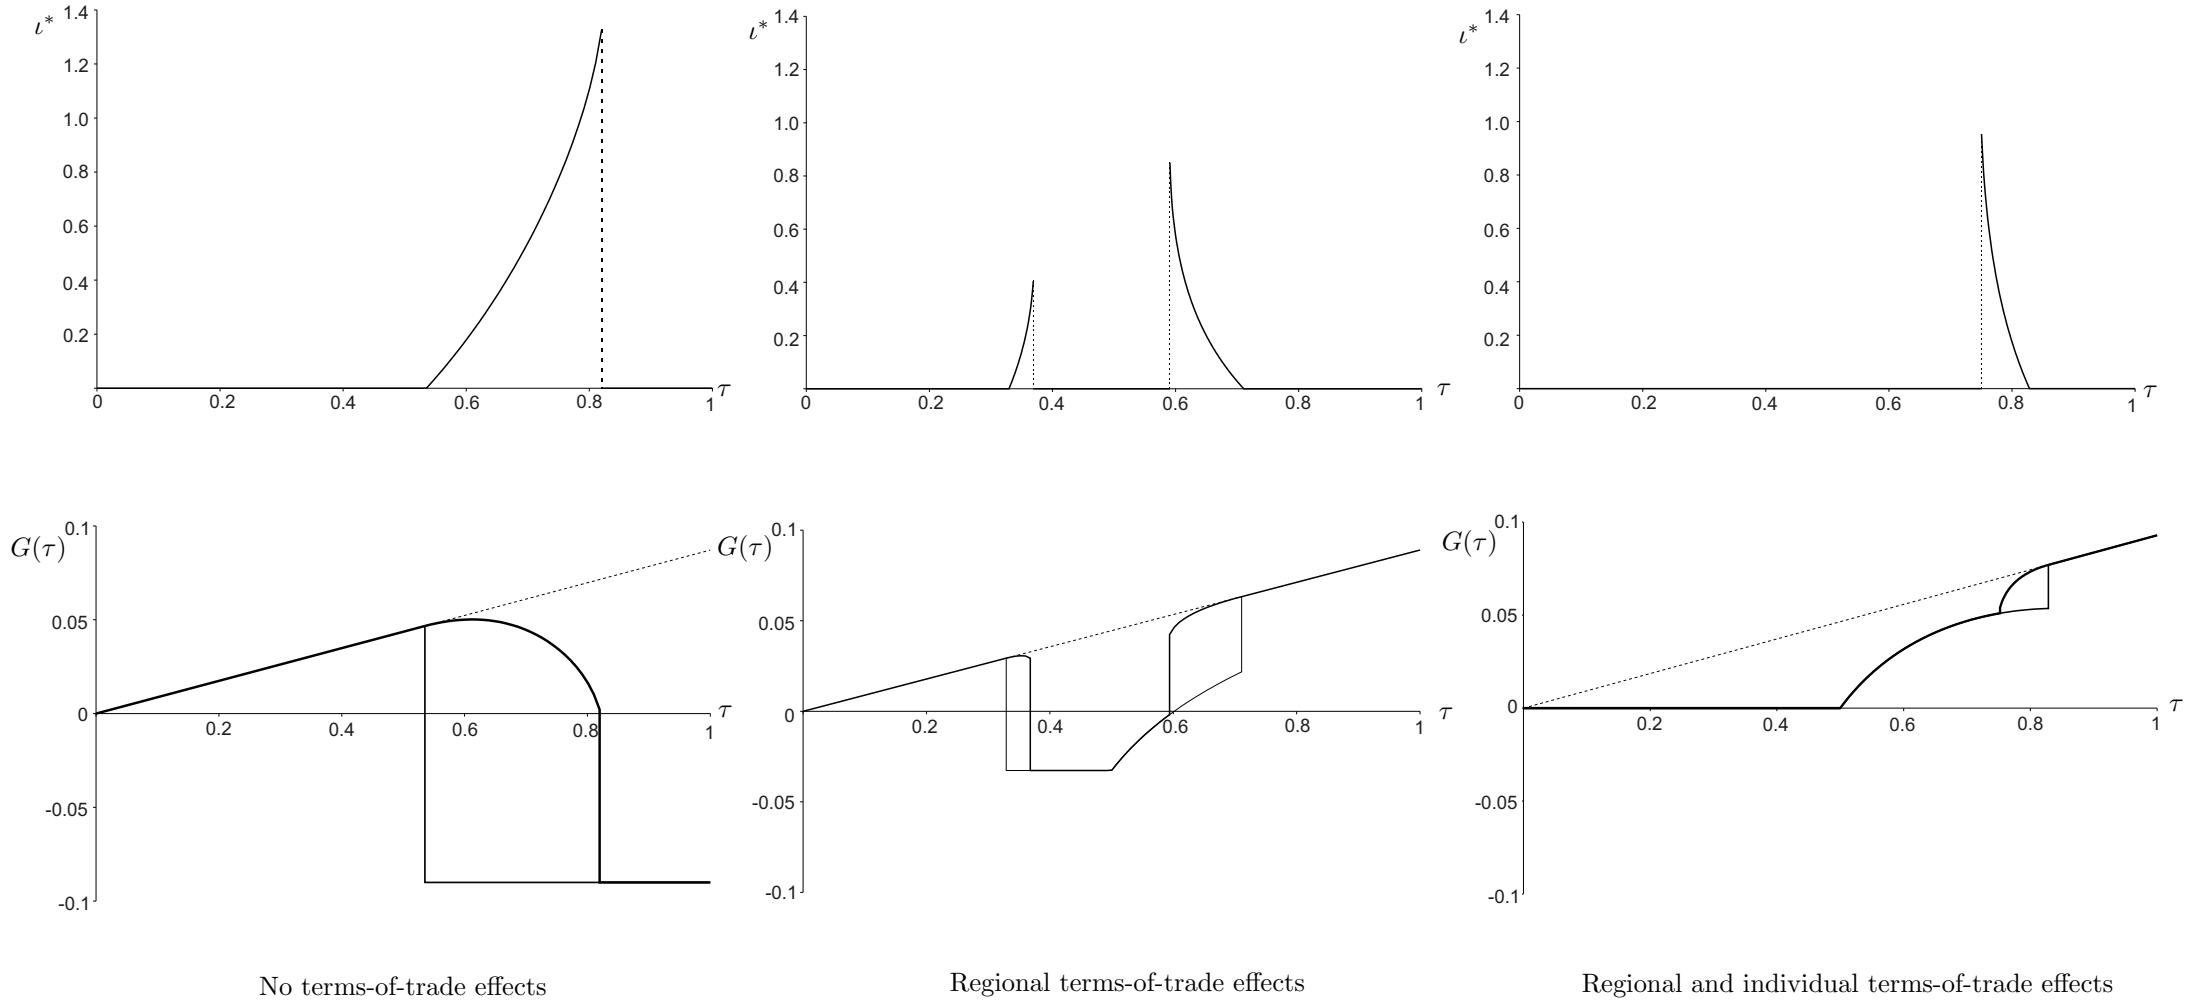 ι* 1.4
1.2
1.0
0.8
0.6
0.4
0.2
0 0.2 0.4 0.6 0.8 1 τ
ι* 1.4
1.2
1.0
0.8
0.6
0.4
0.2
0 0.2 0.4 0.6 0.8 1 τ
ι* 1.4
1.2
1.0
0.8
0.6
0.4
0.2
0 0.2 0.4 0.6 0.8 1 τ
G(τ) 0.1
0.05
0 0.2 0.4 0.6 0.8 1 τ
-0.05
-0.1
G(τ) 0.1
0.05
0 0.2 0.4 0.6 0.8 1 τ
-0.05
-0.1
G(τ) 0.1
0.05
0 0.2 0.4 0.6 0.8 1 τ
-0.05
-0.1
No terms-of-trade effects
Regional terms-of-trade effects
Regional and individual terms-of-trade effects